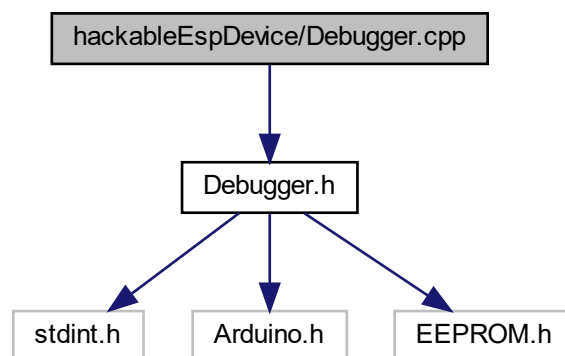 hackableEspDevice/Debugger.cpp
Debugger.h
stdint.h
Arduino.h
EEPROM.h